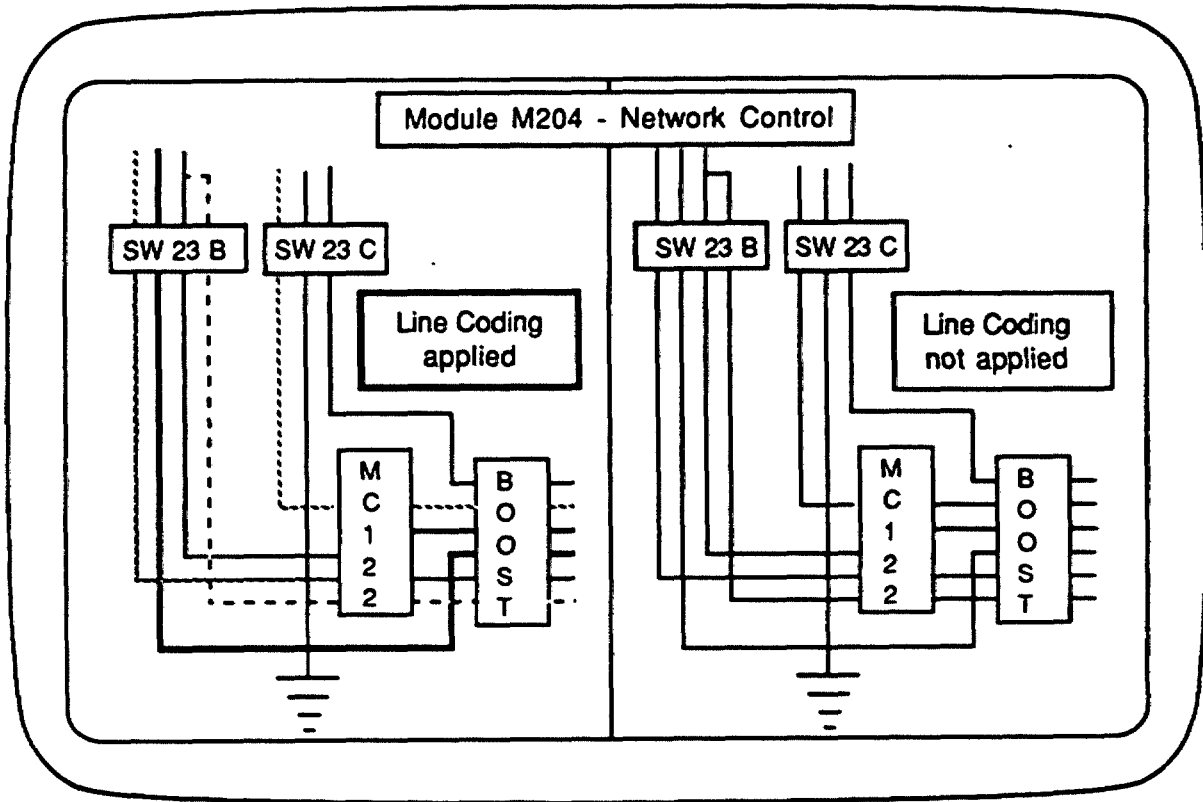 Module M204 - Network Control
SW 23 B
SW 23 C
Line Coding
applied
M
C
1
2
2
B
O
O
S
T
SW 23 B
SW 23 C
Line Coding
not applied
M
C
1
2
2
B
O
O
S
T